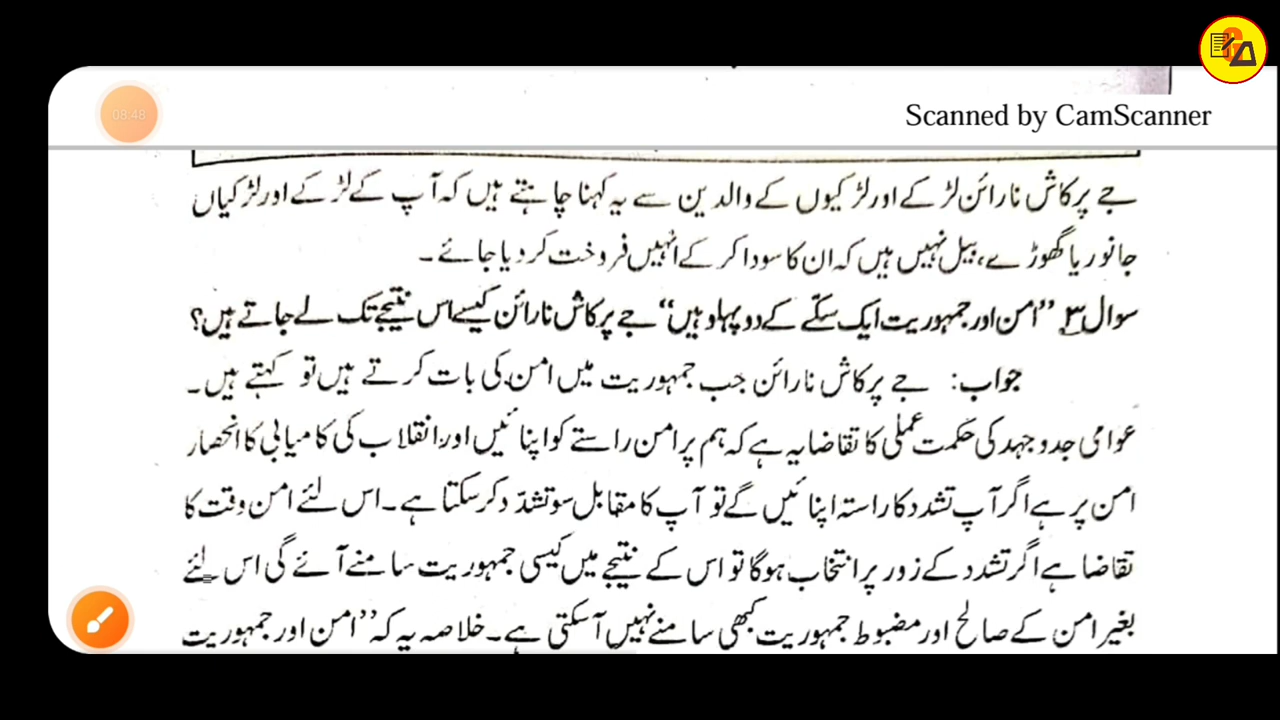 Scanned by CamScanner
08:48
جے پرکاش نارائن لڑکے اور لڑکیوں کے والدین سے یہ کہنا چاہتے ہیں کہ آپ کے لڑکے اور لڑکیاں
جانور یا گھوڑے، بیل نہیں ہیں کہ ان کا سودا کر کے انہیں فروخت کر دیا جائے۔
سوال ۳ ’’امن اور جمہوریت ایک سکّے کے دو پہلو ہیں‘‘ جے پرکاش نارائن کیسے اس نتیجے تک لے جاتے ہیں؟
جواب: جے پرکاش نارائن جب جمہوریت میں امن کی بات کرتے ہیں تو کہتے ہیں۔
عوامی جدوجہد کی حکمت عملی کا تقاضا یہ ہے کہ ہم پر امن راستے کو اپنائیں اور انقلاب کی کامیابی کا انحصار
امن پر ہے اگر آپ تشدد کا راستہ اپنائیں گے تو آپ کا مقابل سو تشدّد کر سکتا ہے۔ اس لئے امن وقت کا
تقاضا ہے اگر تشدد کے زور پر انتخاب ہوگا تو اس کے نتیجے میں کیسی جمہوریت سامنے آئے گی اس لئے
بغیر امن کے صالح اور مضبوط جمہوریت کبھی سامنے نہیں آسکتی ہے۔ خلاصہ یہ کہ ’’امن اور جمہوریت